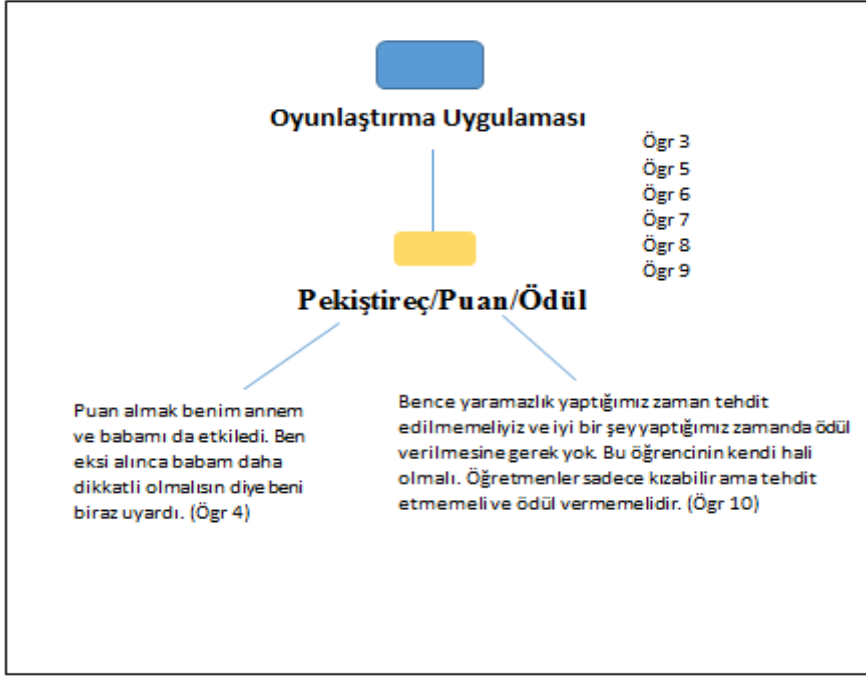 Oyunlaştırma Uygulaması
Ögr 3
Ögr 5
Ögr 6
Ögr 7
Ögr 8
Ögr 9
Pekiştireç/Puan/Ödül
Puan almak benim annem
ve babamı da etkiledi. Ben
eksi alınca babam daha
dikkatli olmalısın diye beni
biraz uyardı. (Ögr 4)
Bence yaramazlık yaptığımız zaman tehdit
edilmemeliyiz ve iyi bir şey yaptığımız zamanda ödül
verilmesine gerek yok. Bu öğrencinin kendi hali
olmalı. Öğretmenler sadece kızabilir ama tehdit
etmemeli ve ödül vermemelidir. (Ögr 10)